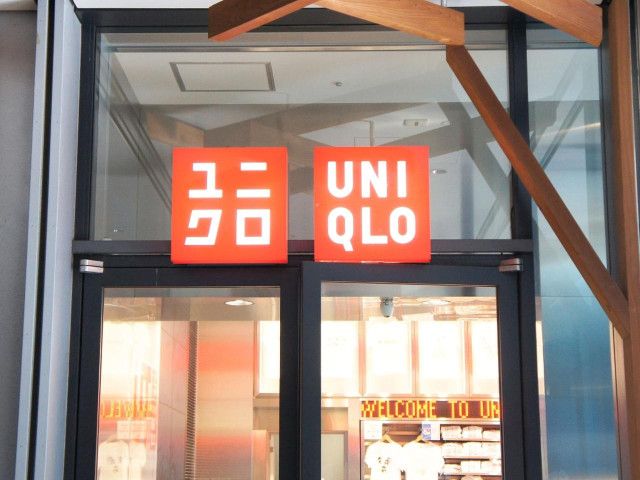 ユニ
クロ
UNI
QLO
WELCOME TO UN